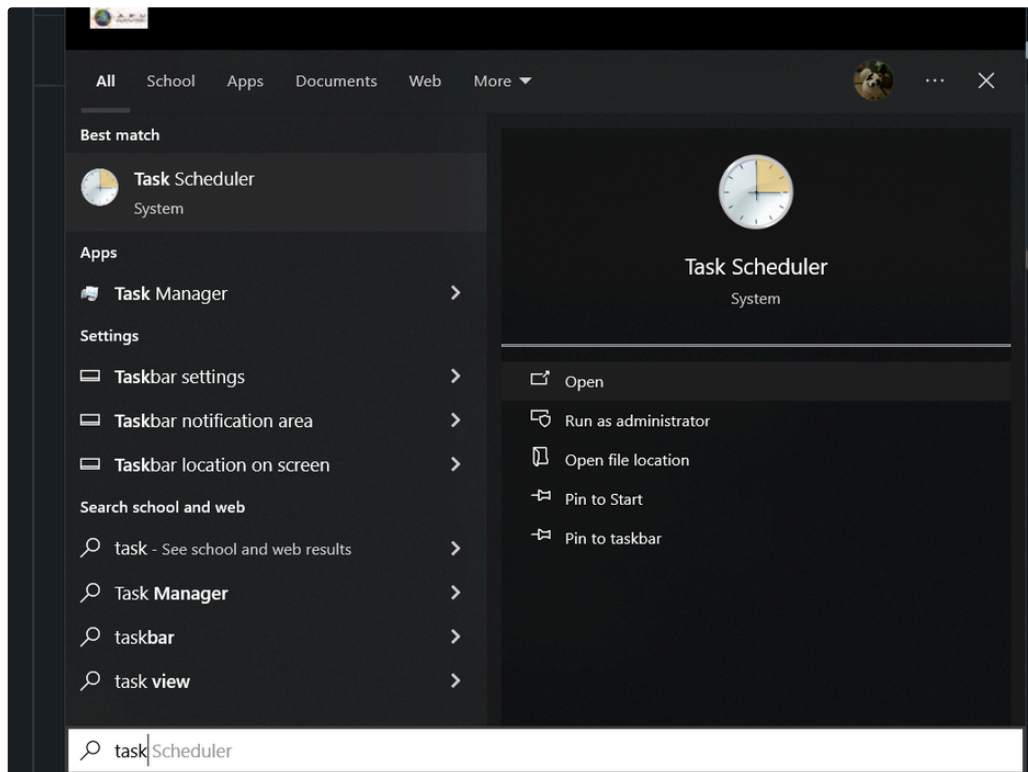 All School Apps Documents Web More
Best match
Task Scheduler
System
Apps
Task Manager
Settings
Taskbar settings
Taskbar notification area
Taskbar location on screen
Search school and web
task - See school and web results
Task Manager
taskbar
task view
Task Scheduler
System
Open
Run as administrator
Open file location
Pin to Start
Pin to taskbar
task Scheduler